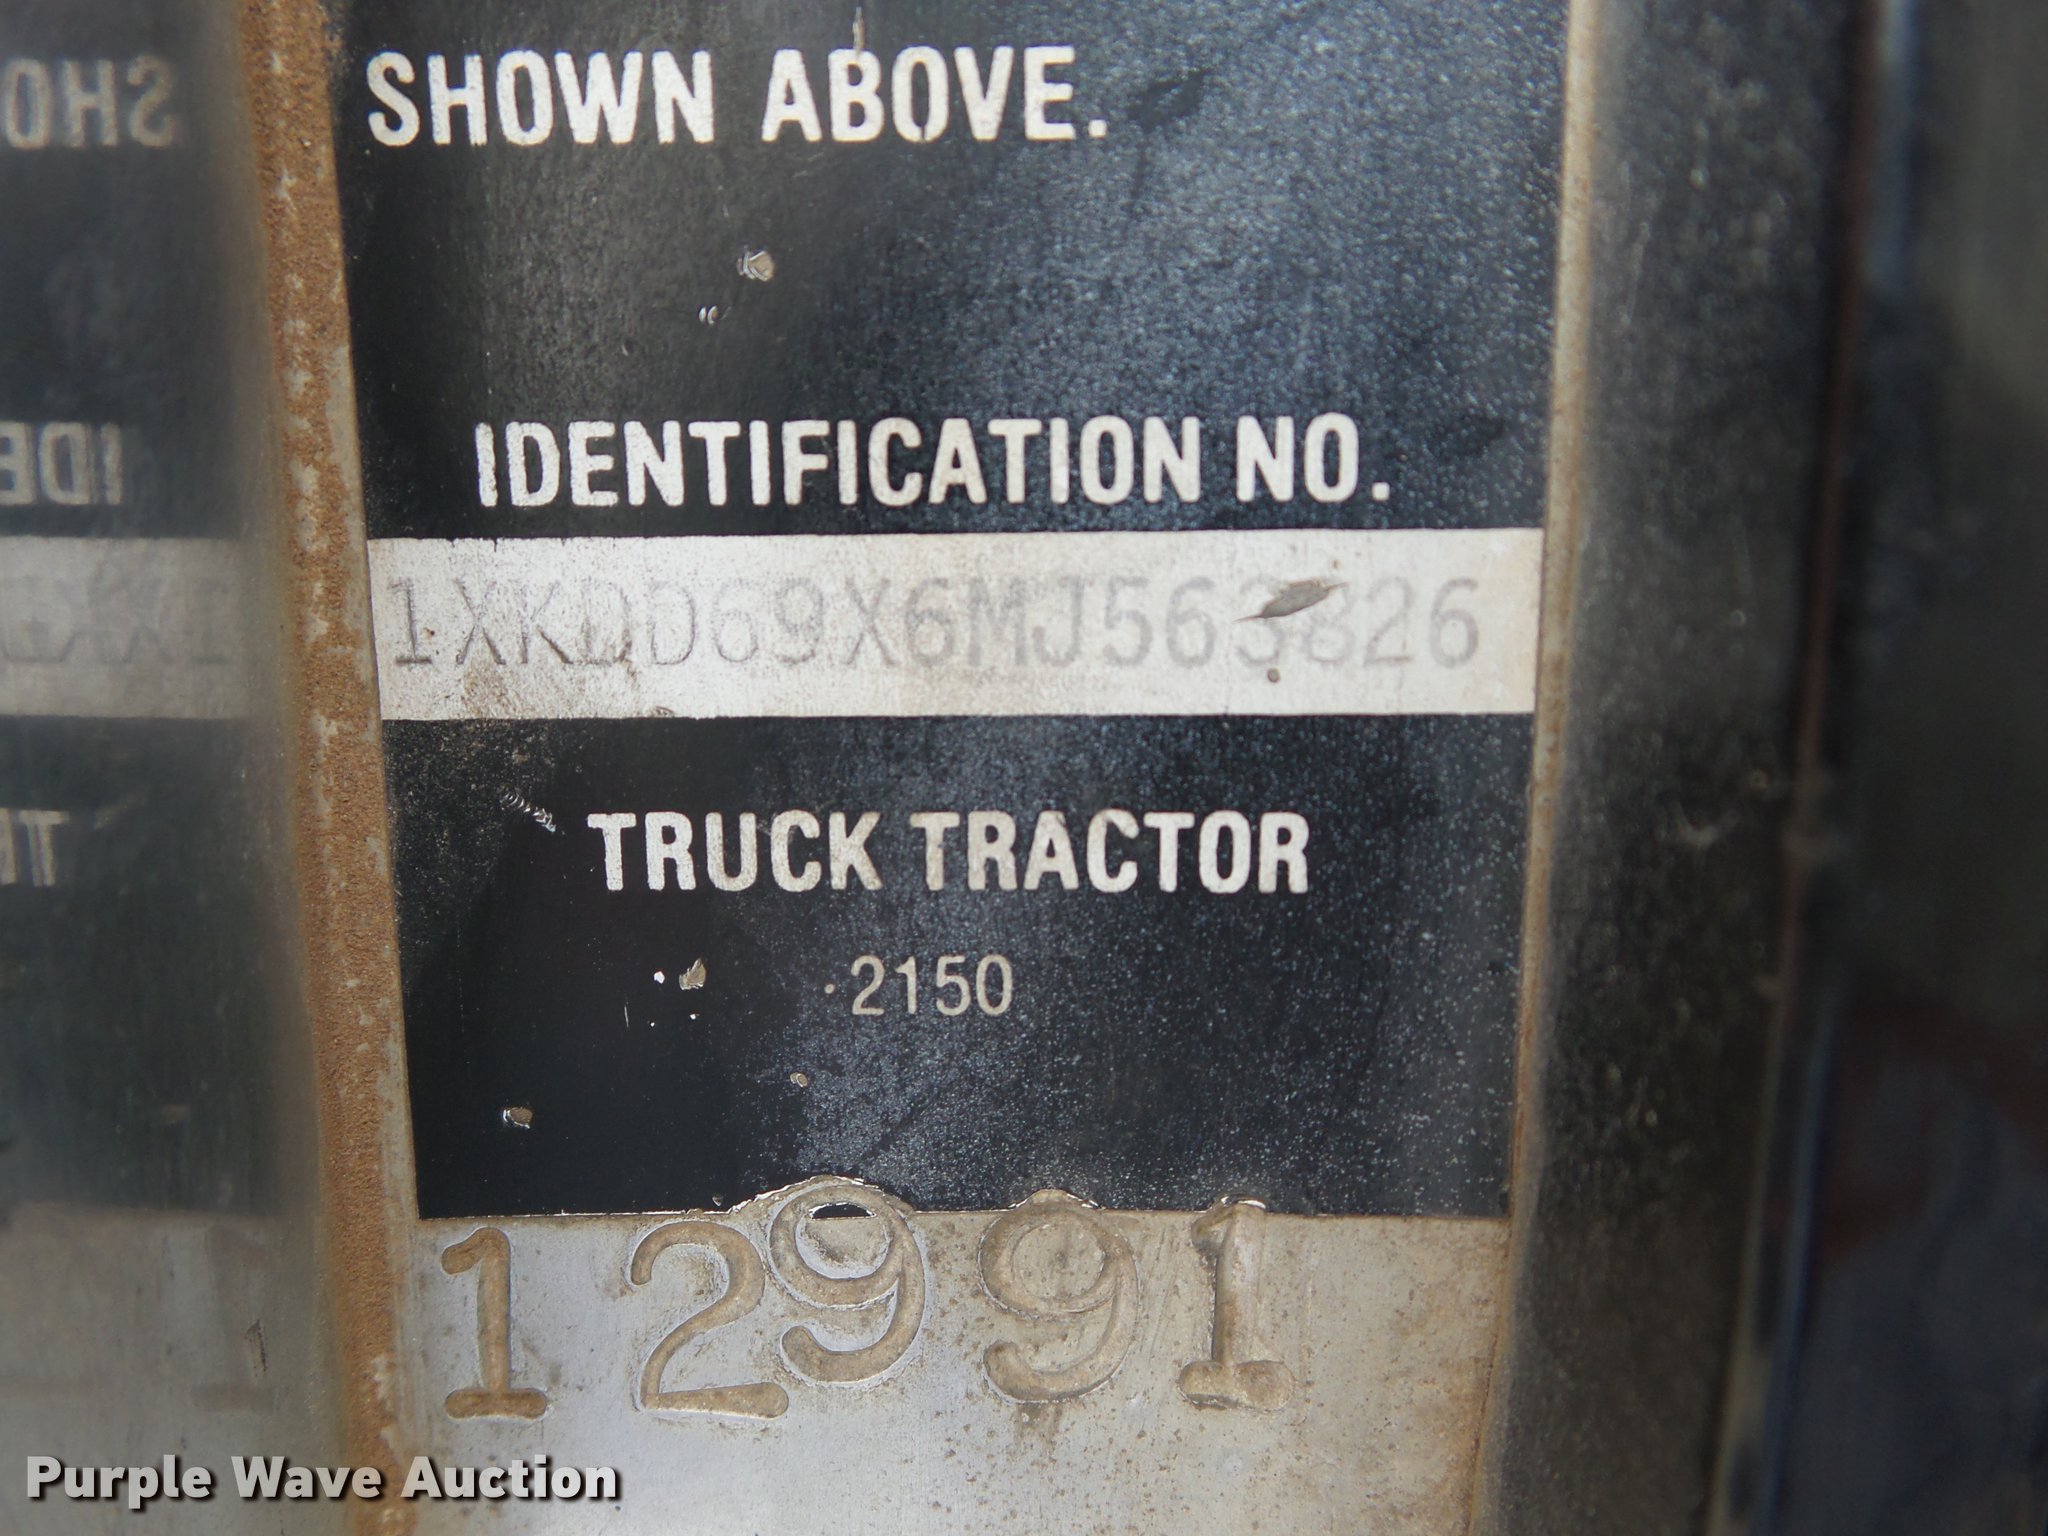 SHOWN ABOVE.
IDENTIFICATION NO.
1XKDD69X6MJ563826
TRUCK TRACTOR
2150
12991
Purple Wave Auction